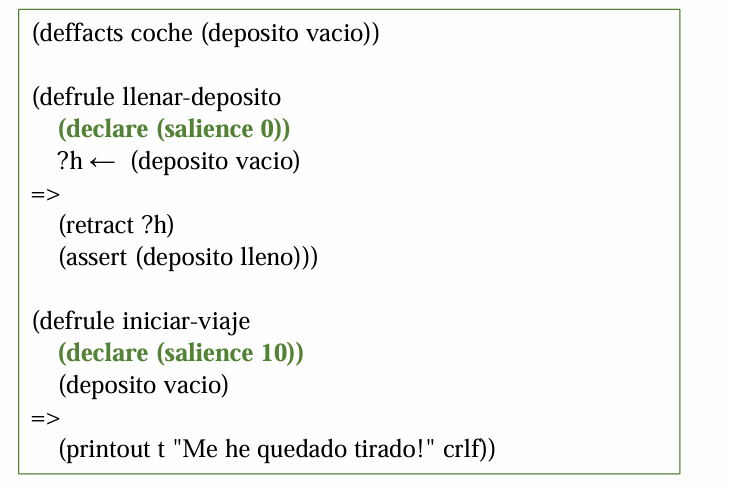 (deffacts coche (deposito vacio))
(defrule llenar-deposito
(declare (salience 0))
?h ← (deposito vacio)
=>
(retract ?h)
(assert (deposito lleno)))
(defrule iniciar-viaje
(declare (salience 10))
(deposito vacio)
=>
(printout t "Me he quedado tirado!" crlf))